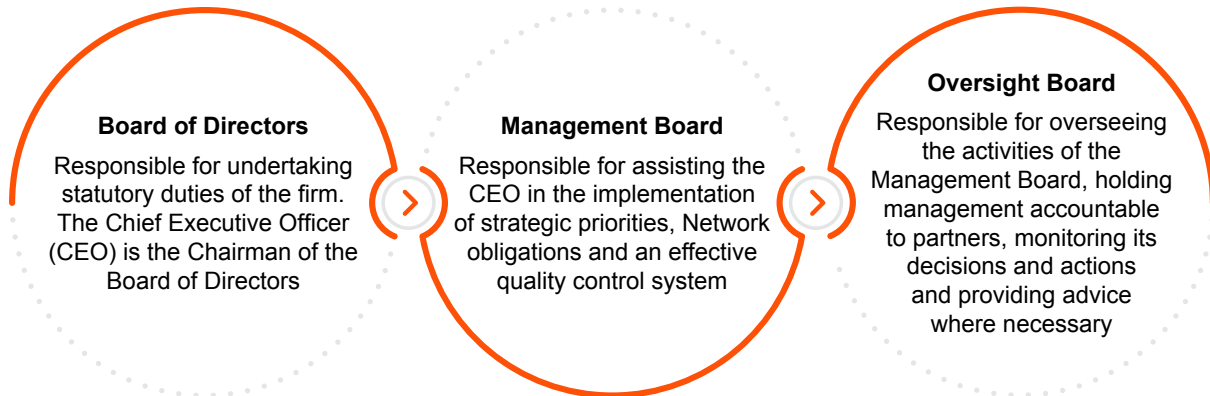 Board of Directors
Responsible for undertaking
statutory duties of the firm.
The Chief Executive Officer
(CEO) is the Chairman of the
Board of Directors
Management Board
Responsible for assisting the
CEO in the implementation
of strategic priorities, Network
obligations and an effective
quality control system
Oversight Board
Responsible for overseeing
the activities of the
Management Board, holding
management accountable
to partners, monitoring its
decisions and actions
and providing advice
where necessary